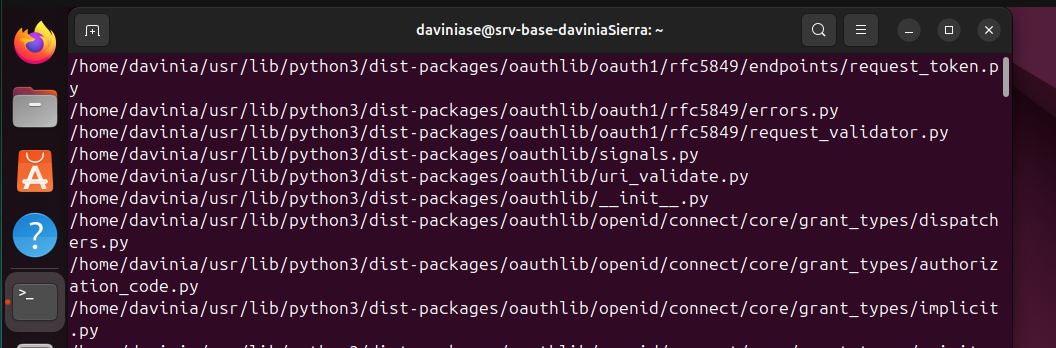 daviniase@srv-base-daviniaSierra: ~
/home/davinia/usr/lib/python3/dist-packages/oauthlib/oauth1/rfc5849/endpoints/request_token.p
y
/home/davinia/usr/lib/python3/dist-packages/oauthlib/oauth1/rfc5849/errors.py
/home/davinia/usr/lib/python3/dist-packages/oauthlib/oauth1/rfc5849/request_validator.py
/home/davinia/usr/lib/python3/dist-packages/oauthlib/signals.py
/home/davinia/usr/lib/python3/dist-packages/oauthlib/uri_validate.py
/home/davinia/usr/lib/python3/dist-packages/oauthlib/__init__.py
/home/davinia/usr/lib/python3/dist-packages/oauthlib/openid/connect/core/grant_types/dispatch
ers.py
/home/davinia/usr/lib/python3/dist-packages/oauthlib/openid/connect/core/grant_types/authoriz
ation_code.py
/home/davinia/usr/lib/python3/dist-packages/oauthlib/openid/connect/core/grant_types/implicit
.py